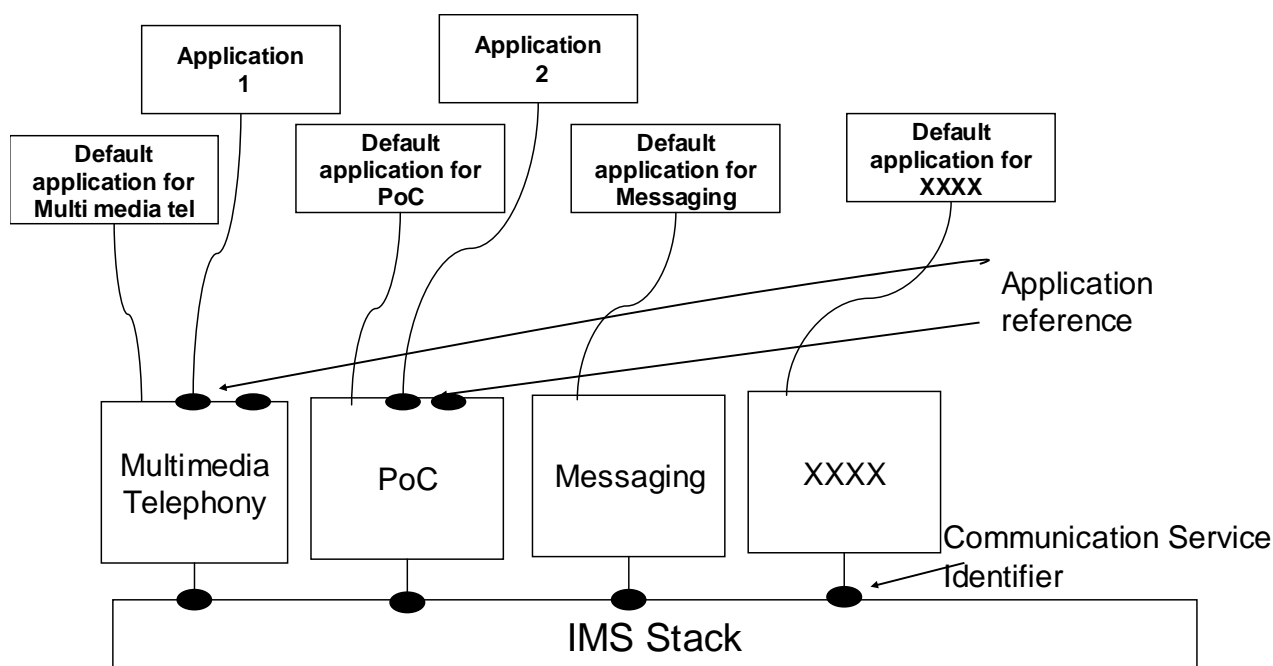 Application
1
Application
2
Default
application for
Multi media tel
Default
application for
PoC
Default
application for
Messaging
Default
application for
XXXX
Application
reference
Multimedia
Telephony
PoC
Messaging
XXXX
Communication Service
Identifier
IMS Stack